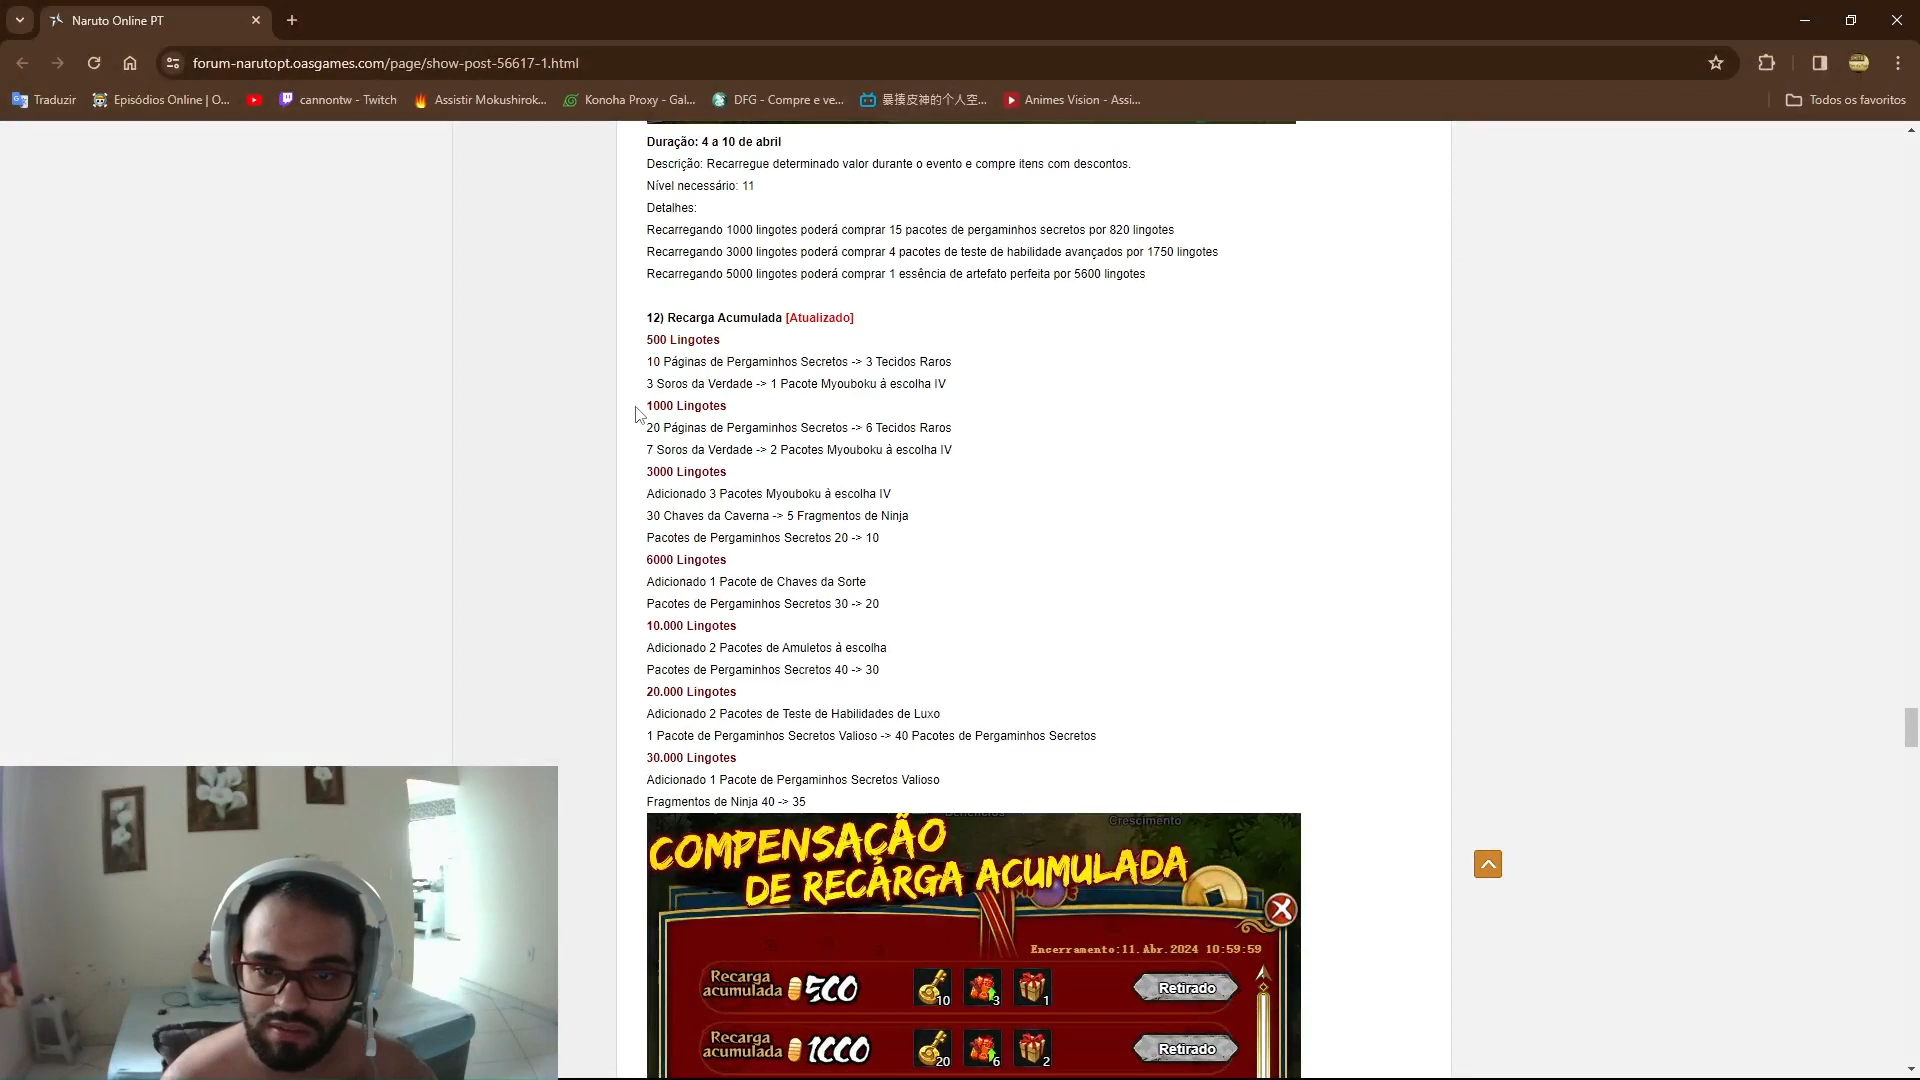 Naruto Online PT
forum-narutopt.oasgames.com/page/show-post-56617-1.html
Traduzir
Episódios Online | O...
cannontw - Twitch
Assistir Mokushirok...
Konoha Proxy - Gal...
DFG - Compre e ve...
暴揍皮神的个人空...
Animes Vision - Assi...
Todos os favoritos
Duração: 4 a 10 de abril
Descrição: Recarregue determinado valor durante o evento e compre itens com descontos.
Nível necessário: 11
Detalhes:
Recarregando 1000 lingotes poderá comprar 15 pacotes de pergaminhos secretos por 820 lingotes
Recarregando 3000 lingotes poderá comprar 4 pacotes de teste de habilidade avançados por 1750 lingotes
Recarregando 5000 lingotes poderá comprar 1 essência de artefato perfeita por 5600 lingotes
12) Recarga Acumulada [Atualizado]
500 Lingotes
10 Páginas de Pergaminhos Secretos -> 3 Tecidos Raros
3 Soros da Verdade -> 1 Pacote Myouboku à escolha IV
1000 Lingotes
20 Páginas de Pergaminhos Secretos -> 6 Tecidos Raros
7 Soros da Verdade -> 2 Pacotes Myouboku à escolha IV
3000 Lingotes
Adicionado 3 Pacotes Myouboku à escolha IV
30 Chaves da Caverna -> 5 Fragmentos de Ninja
Pacotes de Pergaminhos Secretos 20 -> 10
6000 Lingotes
Adicionado 1 Pacote de Chaves da Sorte
Pacotes de Pergaminhos Secretos 30 -> 20
10.000 Lingotes
Adicionado 2 Pacotes de Amuletos à escolha
Pacotes de Pergaminhos Secretos 40 -> 30
20.000 Lingotes
Adicionado 2 Pacotes de Teste de Habilidades de Luxo
1 Pacote de Pergaminhos Secretos Valioso -> 40 Pacotes de Pergaminhos Secretos
30.000 Lingotes
Adicionado 1 Pacote de Pergaminhos Secretos Valioso
Fragmentos de Ninja 40 -> 35
Benefícios
Crescimento
COMPENSAÇÃO
DE RECARGA ACUMULADA
Encerramento:11.Abr.2024 10:59:59
Recarga
acumulada 500
10 3 1
Retirado
Recarga
acumulada 1000
20 6 2
Retirado